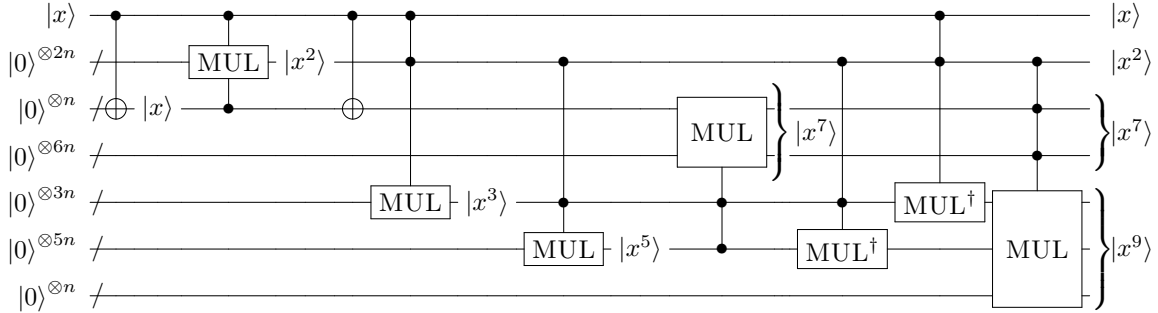 |x⟩ |x⟩
|0⟩⊗2n MUL |x²⟩ |x²⟩
|0⟩⊗n |x⟩ MUL |x⁷⟩ |x⁷⟩
|0⟩⊗6n
|0⟩⊗3n MUL |x³⟩ MUL†
|0⟩⊗5n MUL |x⁵⟩ MUL† MUL |x⁹⟩
|0⟩⊗n